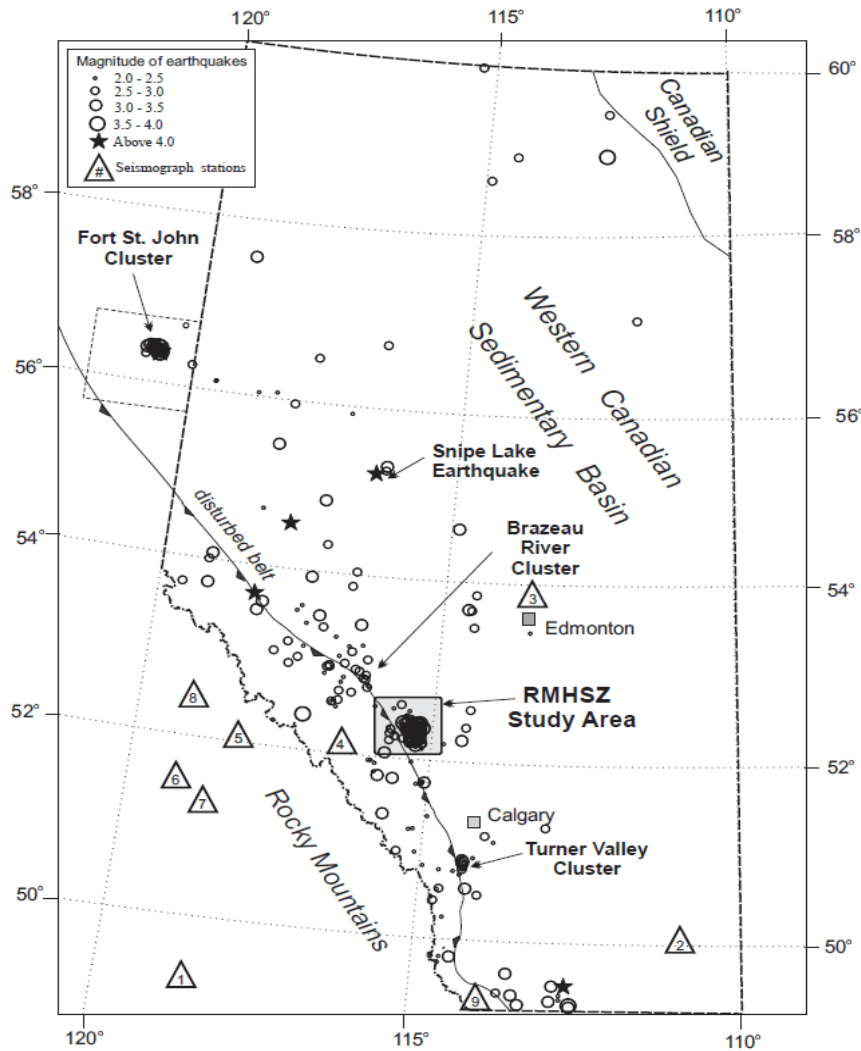 120°
115°
110°
Magnitude of earthquakes
2.0 - 2.5
2.5 - 3.0
3.0 - 3.5
3.5 - 4.0
Above 4.0
# Seismograph stations
60°
Canadian
Shield
58°
58°
Fort St. John
Cluster
Western Canadian
Sedimentary Basin
56°
56°
Snipe Lake
Earthquake
disturbed belt
Brazeau
River
Cluster
54°
54°
3
Edmonton
RMHSZ
Study Area
52°
8
5
4
52°
6
7
Rocky Mountains
Calgary
Turner Valley
Cluster
50°
2
50°
1
9
120°
115°
110°